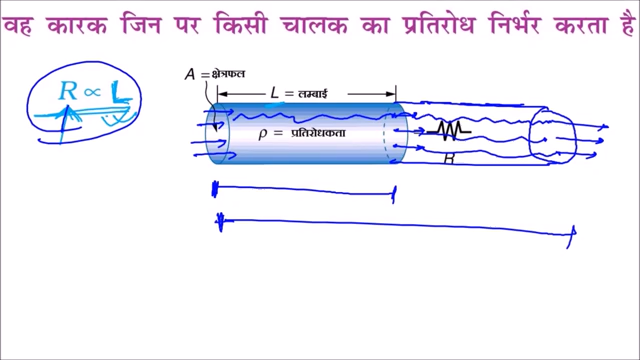 वह कारक जिन पर किसी चालक का प्रतिरोध निर्भर करता है
A = क्षेत्रफल
R ∝ L
L = लम्बाई
ρ = प्रतिरोधकता
R